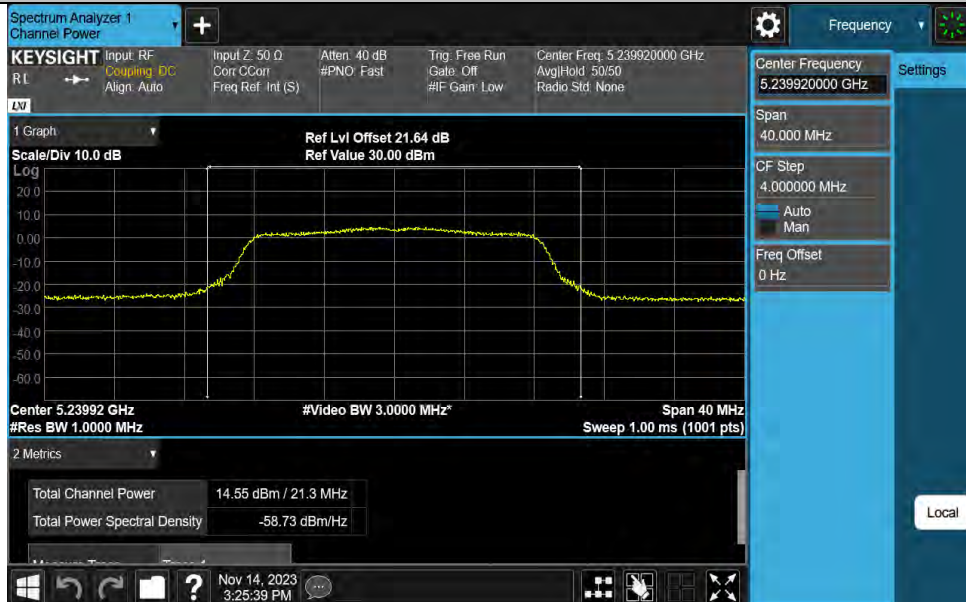 Spectrum Analyzer 1
Channel Power
+
Frequency
KEYSIGHT
R L
LXI
Input: RF
Coupling: DC
Align: Auto
Input Z: 50 Ω
Corr CCorr
Freq Ref: Int (S)
Atten: 40 dB
#PNO: Fast
Trig: Free Run
Gate: Off
#IF Gain: Low
Center Freq: 5.239920000 GHz
Avg|Hold: 50/50
Radio Std: None
Center Frequency
5.239920000 GHz
Settings
Span
40.000 MHz
CF Step
4.000000 MHz
Auto
Man
Freq Offset
0 Hz
Local
1 Graph
Scale/Div 10.0 dB
Ref Lvl Offset 21.64 dB
Ref Value 30.00 dBm
Log
20.0
10.0
0.00
-10.0
-20.0
-30.0
-40.0
-50.0
-60.0
Center 5.23992 GHz
#Video BW 3.0000 MHz*
Span 40 MHz
#Res BW 1.0000 MHz
Sweep 1.00 ms (1001 pts)
2 Metrics
Total Channel Power 14.55 dBm / 21.3 MHz
Total Power Spectral Density -58.73 dBm/Hz
?
Nov 14, 2023
3:25:39 PM